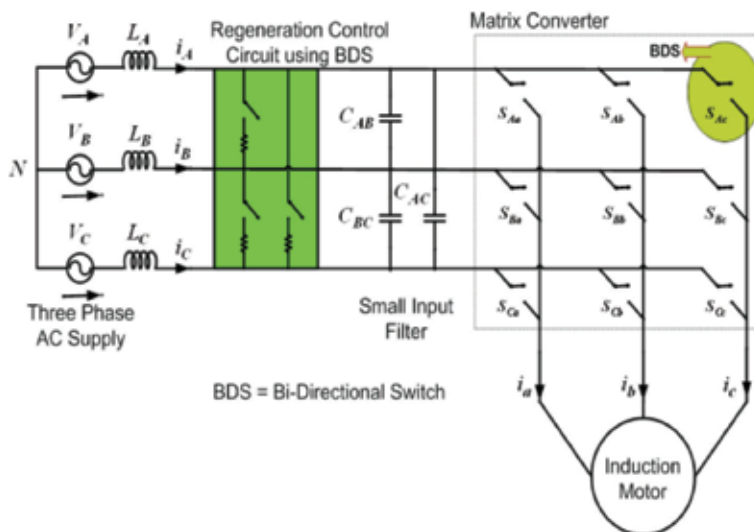 Regeneration Control
Circuit using BDS
Matrix Converter
BDS
V_A
L_A
i_A
C_AB
S_Aa
S_Ab
S_Ac
V_B
L_B
i_B
N
C_AC
C_BC
S_Ba
S_Bb
S_Bc
V_C
L_C
i_C
S_Ca
S_Cb
S_Cc
Three Phase
AC Supply
Small Input
Filter
BDS = Bi-Directional Switch
i_a
i_b
i_c
Induction
Motor